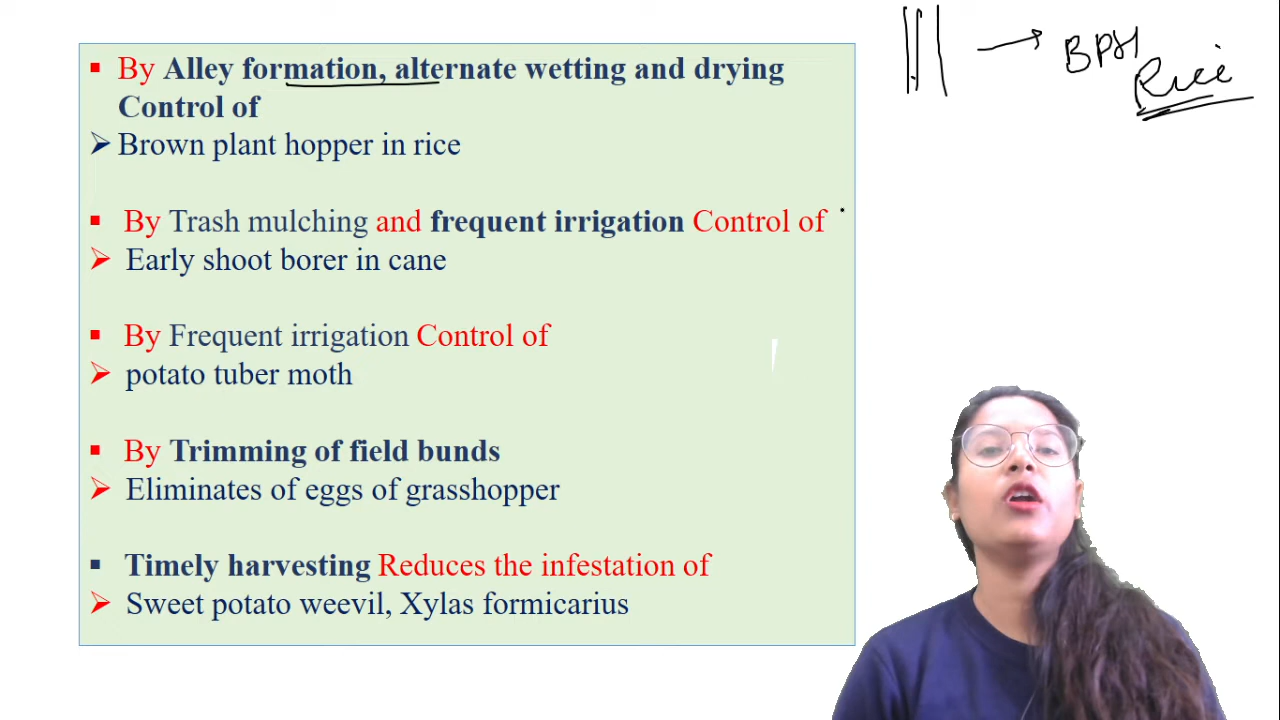 By Alley formation, alternate wetting and drying
Control of
Brown plant hopper in rice
By Trash mulching and frequent irrigation Control of
Early shoot borer in cane
By Frequent irrigation Control of
potato tuber moth
By Trimming of field bunds
Eliminates of eggs of grasshopper
Timely harvesting Reduces the infestation of
Sweet potato weevil, Xylas formicarius
BPH
Rice